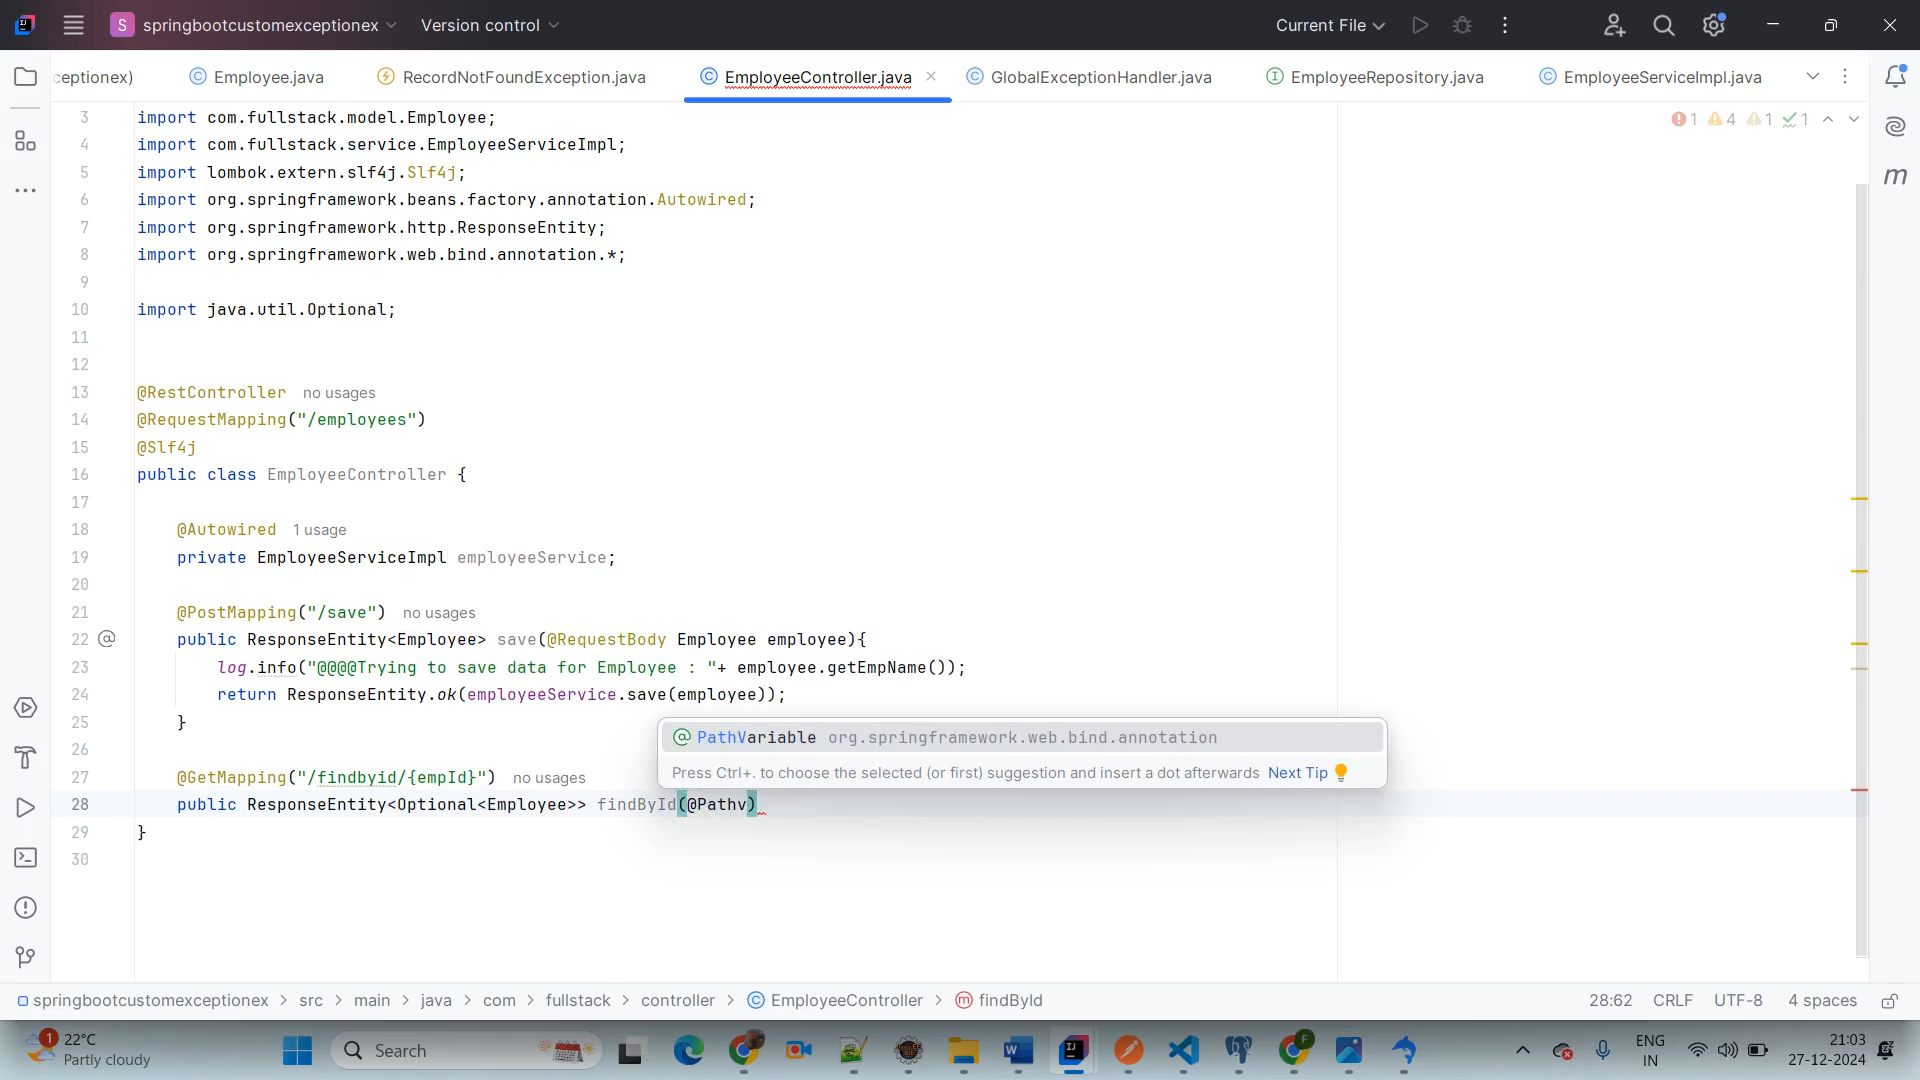 S springbootcustomexceptionex Version control Current File
ceptionex) Employee.java RecordNotFoundException.java EmployeeController.java GlobalExceptionHandler.java EmployeeRepository.java EmployeeServiceImpl.java
3 import com.fullstack.model.Employee; 1 4 1 1
4 import com.fullstack.service.EmployeeServiceImpl;
5 import lombok.extern.slf4j.Slf4j;
6 import org.springframework.beans.factory.annotation.Autowired;
7 import org.springframework.http.ResponseEntity;
8 import org.springframework.web.bind.annotation.*;
9
10 import java.util.Optional;
11
12
13 @RestController no usages
14 @RequestMapping("/employees")
15 @Slf4j
16 public class EmployeeController {
17
18 @Autowired 1 usage
19 private EmployeeServiceImpl employeeService;
20
21 @PostMapping("/save") no usages
22 public ResponseEntity<Employee> save(@RequestBody Employee employee){
23 log.info("@@@@Trying to save data for Employee : "+ employee.getEmpName());
24 return ResponseEntity.ok(employeeService.save(employee));
25 }
26
@ PathVariable org.springframework.web.bind.annotation
Press Ctrl+. to choose the selected (or first) suggestion and insert a dot afterwards Next Tip
27 @GetMapping("/findbyid/{empId}") no usages
28 public ResponseEntity<Optional<Employee>> findById(@Pathv)
29 }
30
springbootcustomexceptionex > src > main > java > com > fullstack > controller > EmployeeController > findById 28:62 CRLF UTF-8 4 spaces
1 22°C
Partly cloudy
Search
ENG
IN
21:03
27-12-2024